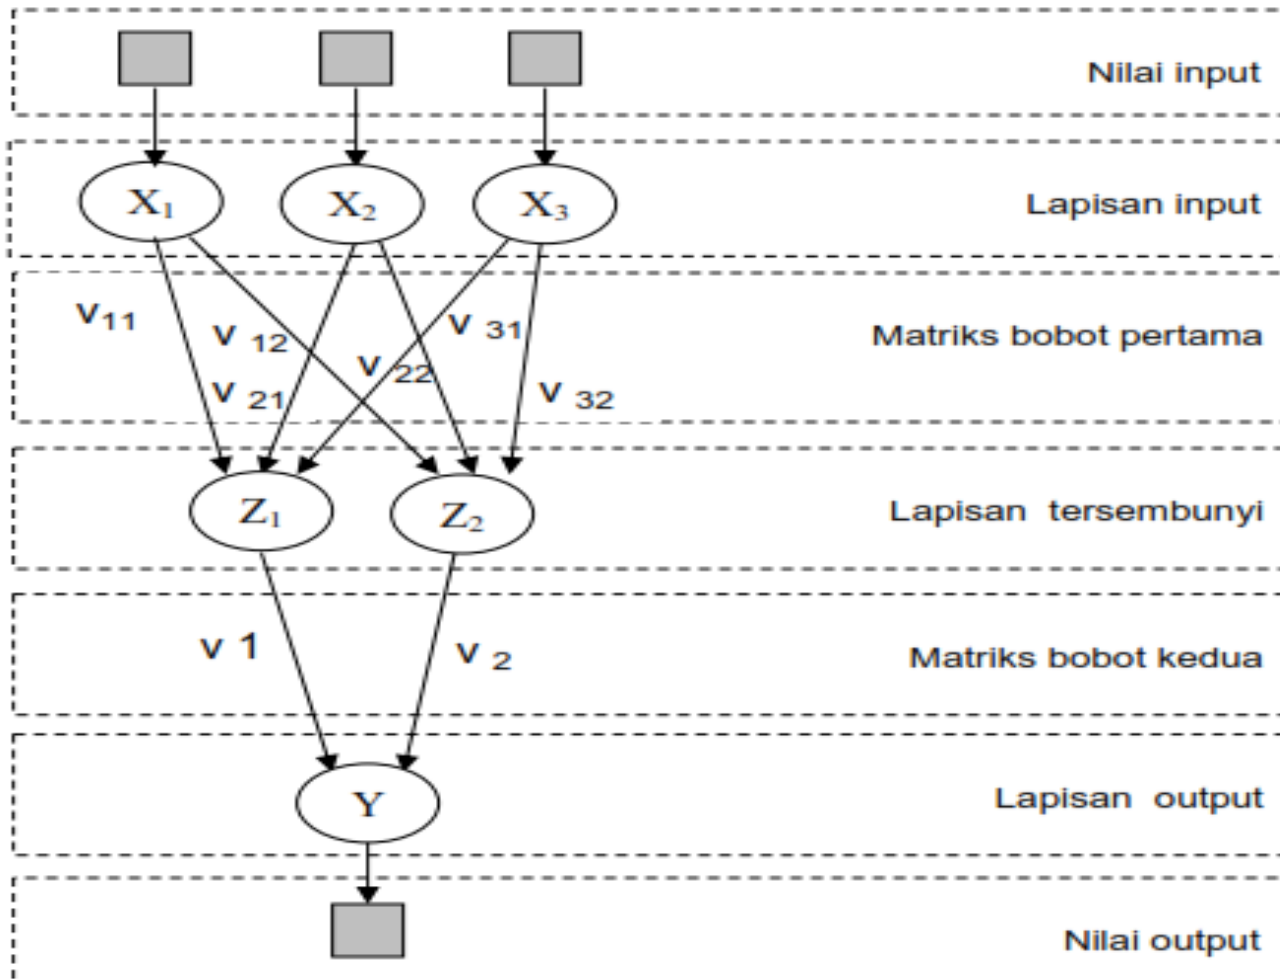 Nilai input
X₁ X₂ X₃
Lapisan input
v₁₁
v ₁₂
v ₃₁
Matriks bobot pertama
v ₂₁
v ₂₂
v ₃₂
Z₁ Z₂
Lapisan tersembunyi
v 1
v ₂
Matriks bobot kedua
Y
Lapisan output
Nilai output